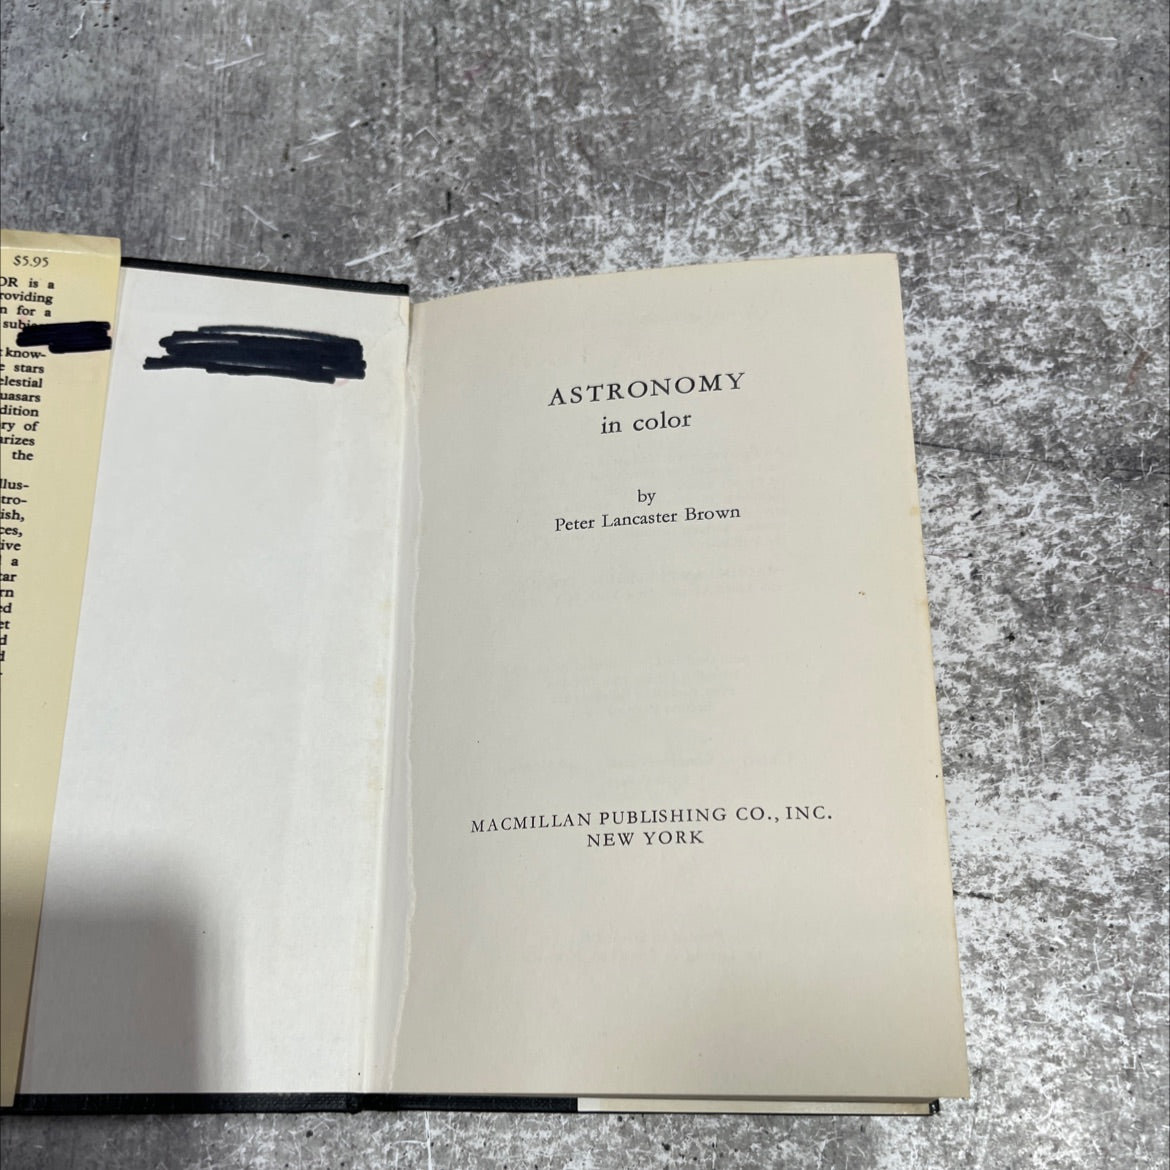 $5.95
OR is a
roviding
n for a
know-
e stars
elestial
uasars
dition
ry of
arizes
the
llus-
tro-
ish,
ces,
ive
a
tar
rn
ed
et
d
d
ASTRONOMY
in color
by
Peter Lancaster Brown
MACMILLAN PUBLISHING CO., INC.
NEW YORK